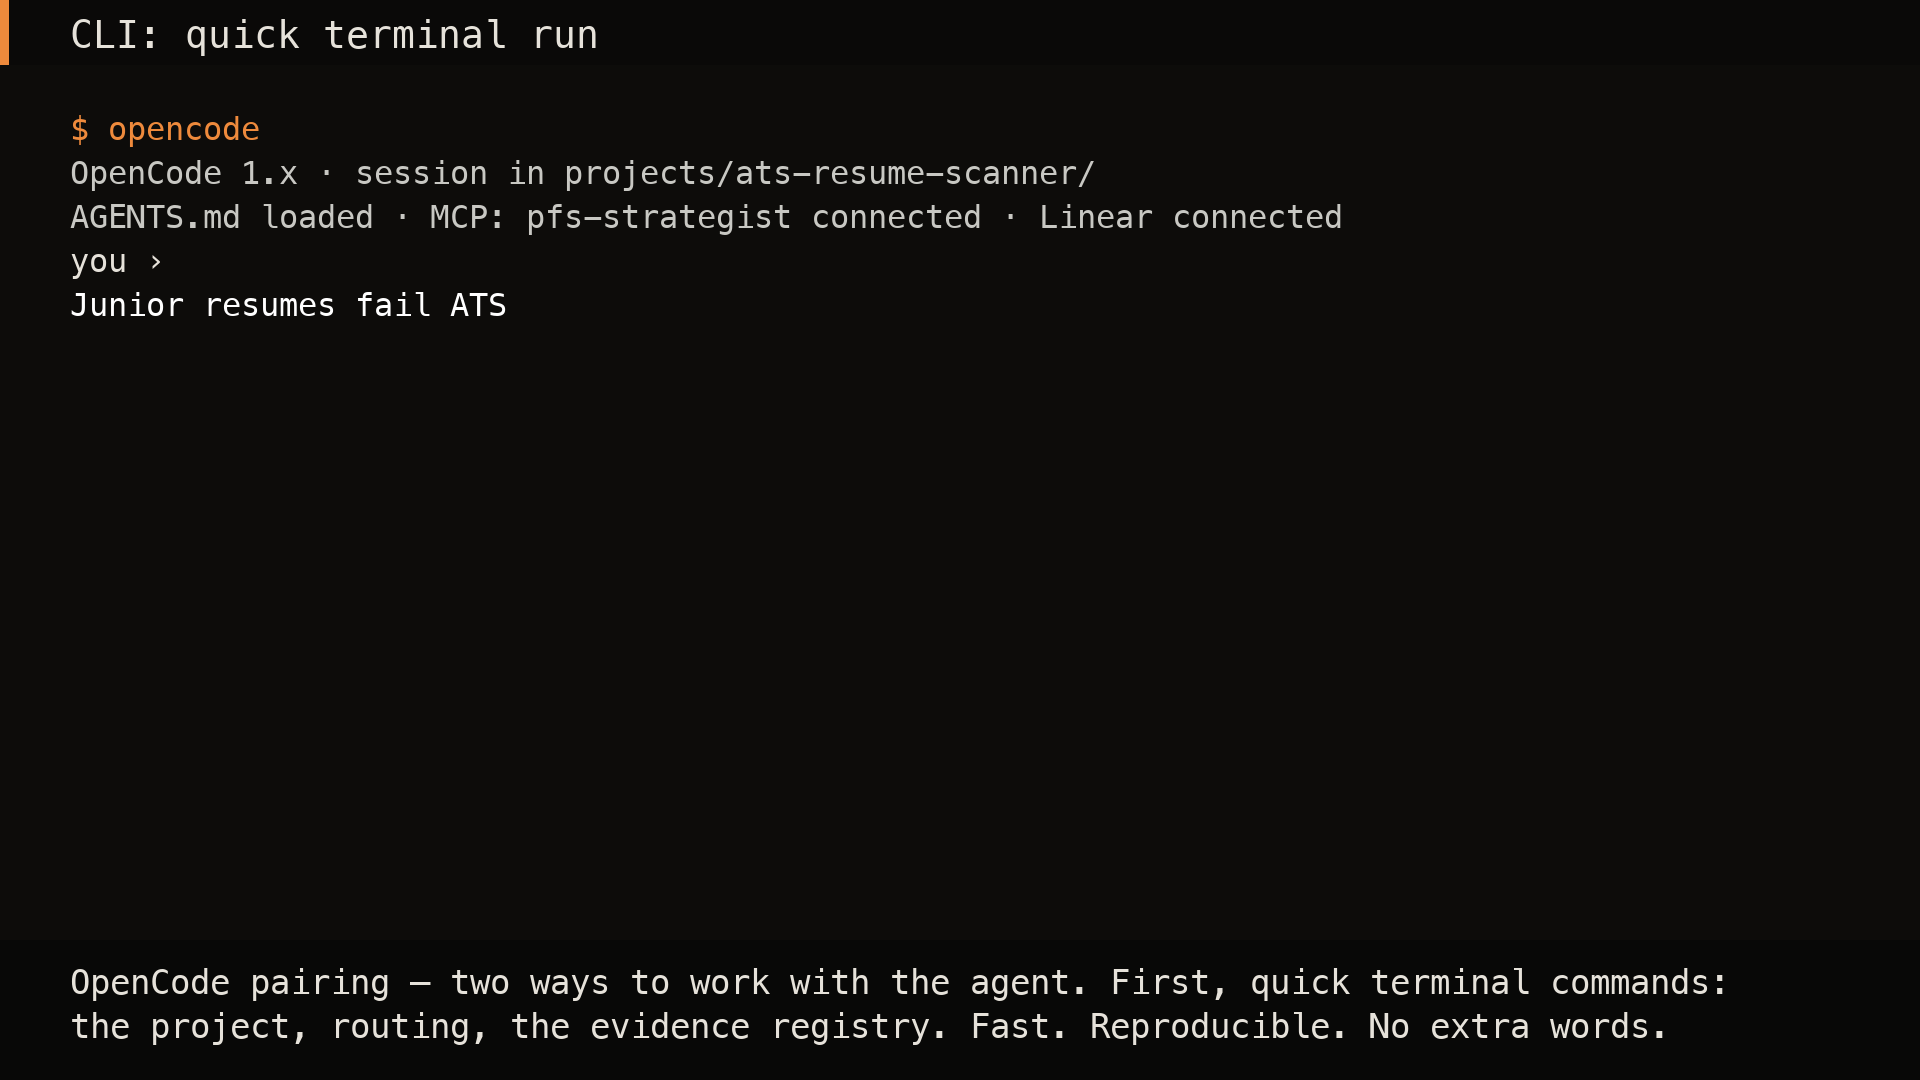 CLI: quick terminal run
$ opencode
OpenCode 1.x · session in projects/ats-resume-scanner/
AGENTS.md loaded · MCP: pfs-strategist connected · Linear connected
you ›
Junior resumes fail ATS
OpenCode pairing — two ways to work with the agent. First, quick terminal commands:
the project, routing, the evidence registry. Fast. Reproducible. No extra words.